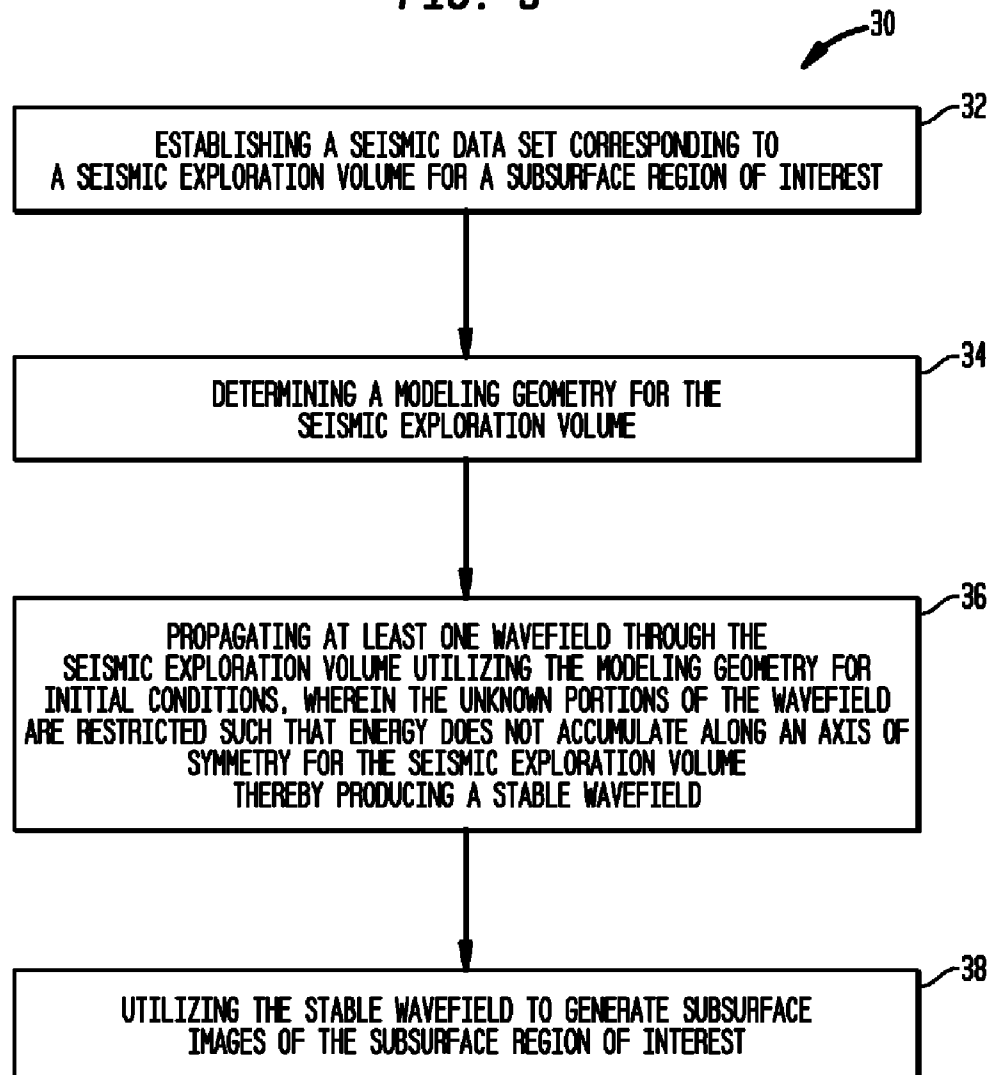 30
32
ESTABLISHING A SEISMIC DATA SET CORRESPONDING TO
A SEISMIC EXPLORATION VOLUME FOR A SUBSURFACE REGION OF INTEREST
34
DETERMINING A MODELING GEOMETRY FOR THE
SEISMIC EXPLORATION VOLUME
36
PROPAGATING AT LEAST ONE WAVEFIELD THROUGH THE
SEISMIC EXPLORATION VOLUME UTILIZING THE MODELING GEOMETRY FOR
INITIAL CONDITIONS, WHEREIN THE UNKNOWN PORTIONS OF THE WAVEFIELD
ARE RESTRICTED SUCH THAT ENERGY DOES NOT ACCUMULATE ALONG AN AXIS OF
SYMMETRY FOR THE SEISMIC EXPLORATION VOLUME
THEREBY PRODUCING A STABLE WAVEFIELD
38
UTILIZING THE STABLE WAVEFIELD TO GENERATE SUBSURFACE
IMAGES OF THE SUBSURFACE REGION OF INTEREST